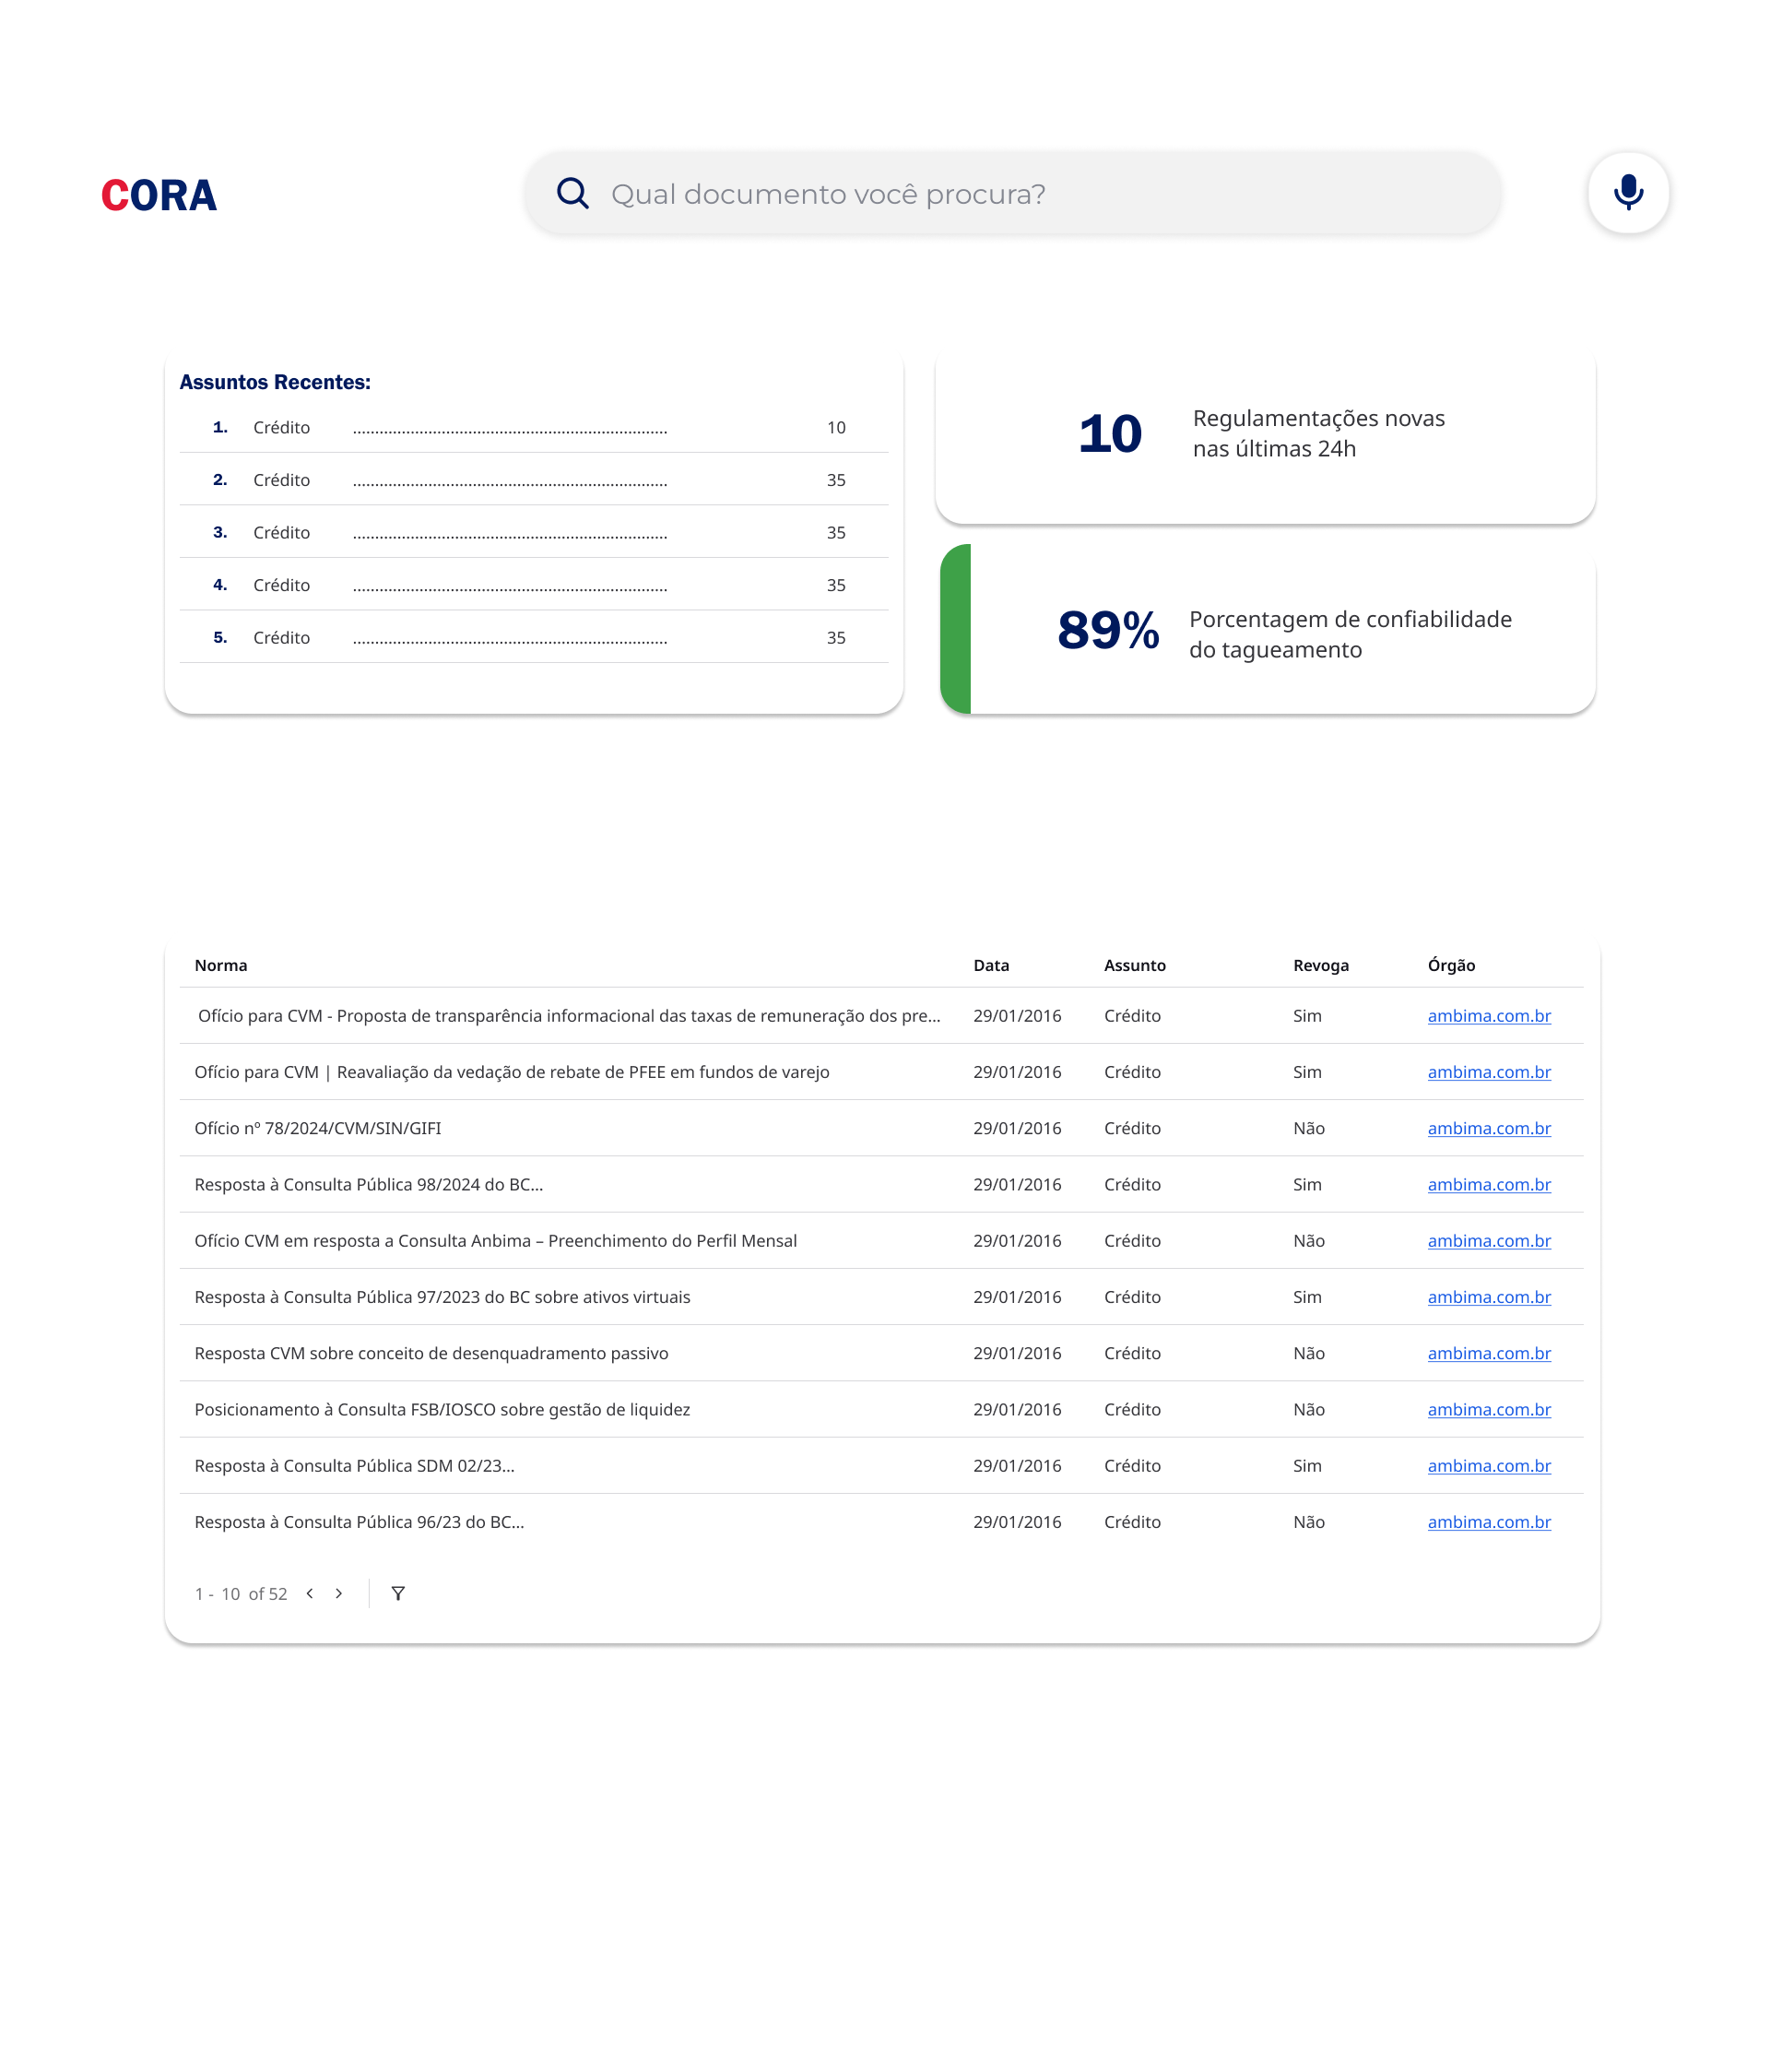 CORA
Qual documento você procura?
Assuntos Recentes:
1. Crédito ....................................................................... 10
2. Crédito ....................................................................... 35
3. Crédito ....................................................................... 35
4. Crédito ....................................................................... 35
5. Crédito ....................................................................... 35
10
Regulamentações novas
nas últimas 24h
89%
Porcentagem de confiabilidade
do tagueamento
Norma Data Assunto Revoga Órgão
Ofício para CVM - Proposta de transparência informacional das taxas de remuneração dos pre... 29/01/2016 Crédito Sim ambima.com.br
Ofício para CVM | Reavaliação da vedação de rebate de PFEE em fundos de varejo 29/01/2016 Crédito Sim ambima.com.br
Ofício nº 78/2024/CVM/SIN/GIFI 29/01/2016 Crédito Não ambima.com.br
Resposta à Consulta Pública 98/2024 do BC... 29/01/2016 Crédito Sim ambima.com.br
Ofício CVM em resposta a Consulta Anbima – Preenchimento do Perfil Mensal 29/01/2016 Crédito Não ambima.com.br
Resposta à Consulta Pública 97/2023 do BC sobre ativos virtuais 29/01/2016 Crédito Sim ambima.com.br
Resposta CVM sobre conceito de desenquadramento passivo 29/01/2016 Crédito Não ambima.com.br
Posicionamento à Consulta FSB/IOSCO sobre gestão de liquidez 29/01/2016 Crédito Não ambima.com.br
Resposta à Consulta Pública SDM 02/23... 29/01/2016 Crédito Sim ambima.com.br
Resposta à Consulta Pública 96/23 do BC... 29/01/2016 Crédito Não ambima.com.br
1 - 10 of 52